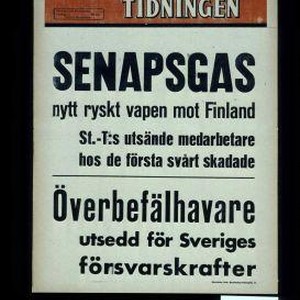 TIDNINGEN
SENAPSGAS
nytt ryskt vapen mot Finland
St.-T:s utsände medarbetare
hos de första svårt skadade
Överbefälhavare
utsedd för Sveriges
försvarskrafter